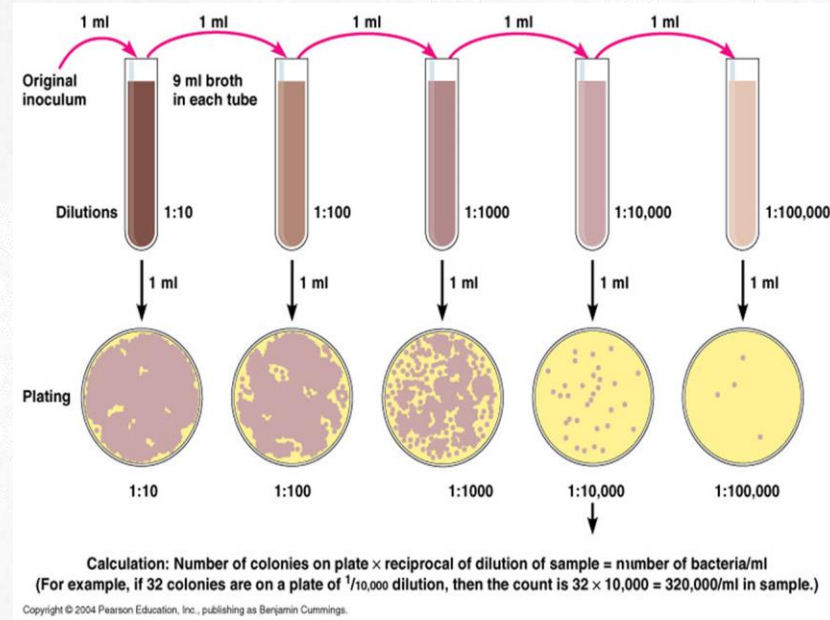 1 ml 1 ml 1 ml 1 ml 1 ml
Original
inoculum
9 ml broth
in each tube
Dilutions 1:10 1:100 1:1000 1:10,000 1:100,000
1 ml 1 ml 1 ml 1 ml 1 ml
Plating
1:10 1:100 1:1000 1:10,000 1:100,000
Calculation: Number of colonies on plate × reciprocal of dilution of sample = number of bacteria/ml
(For example, if 32 colonies are on a plate of 1/10,000 dilution, then the count is 32 × 10,000 = 320,000/ml in sample.)
Copyright © 2004 Pearson Education, Inc., publishing as Benjamin Cummings.